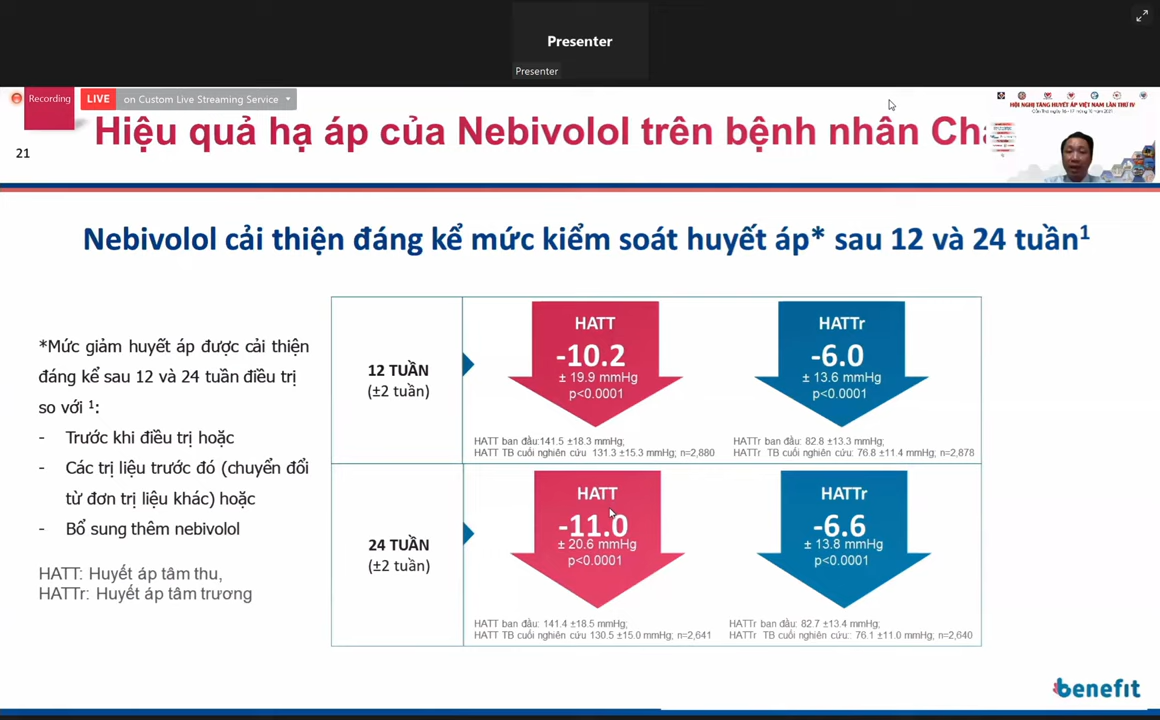 Presenter
Presenter
Recording
LIVE on Custom Live Streaming Service
HỘI NGHỊ TĂNG HUYẾT ÁP VIỆT NAM LẦN THỨ IV
Hiệu quả hạ áp của Nebivolol trên bệnh nhân
21
Nebivolol cải thiện đáng kể mức kiểm soát huyết áp* sau 12 và 24 tuần¹
*Mức giảm huyết áp được cải thiện
đáng kể sau 12 và 24 tuần điều trị
so với ¹:
- Trước khi điều trị hoặc
- Các trị liệu trước đó (chuyển đổi
từ đơn trị liệu khác) hoặc
- Bổ sung thêm nebivolol
HATT: Huyết áp tâm thu,
HATTr: Huyết áp tâm trương
12 TUẦN
(±2 tuần)
HATT
-10.2
± 19.9 mmHg
p<0.0001
HATT ban đầu:141.5 ±18.3 mmHg;
HATT TB cuối nghiên cứu 131.3 ±15.3 mmHg; n=2,880
HATTr
-6.0
± 13.6 mmHg
p<0.0001
HATTr ban đầu: 82.8 ±13.3 mmHg;
HATTr TB cuối nghiên cứu: 76.8 ±11.4 mmHg; n=2,878
24 TUẦN
(±2 tuần)
HATT
-11.0
± 20.6 mmHg
p<0.0001
HATT ban đầu: 141.4 ±18.5 mmHg;
HATT TB cuối nghiên cứu 130.5 ±15.0 mmHg; n=2,641
HATTr
-6.6
± 13.8 mmHg
p<0.0001
HATTr ban đầu: 82.7 ±13.4 mmHg;
HATTr TB cuối nghiên cứu:: 76.1 ±11.0 mmHg; n=2,640
benefit